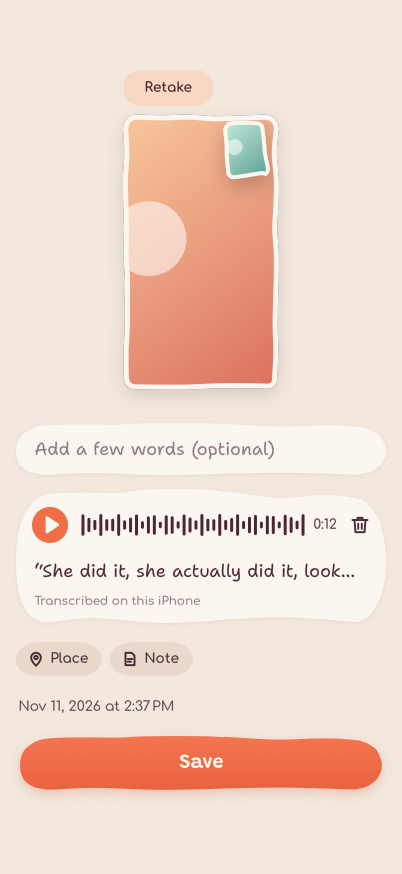 Retake
Add a few words (optional)
0:12
“She did it, she actually did it, look…
Transcribed on this iPhone
Place
Note
Nov 11, 2026 at 2:37 PM
Save